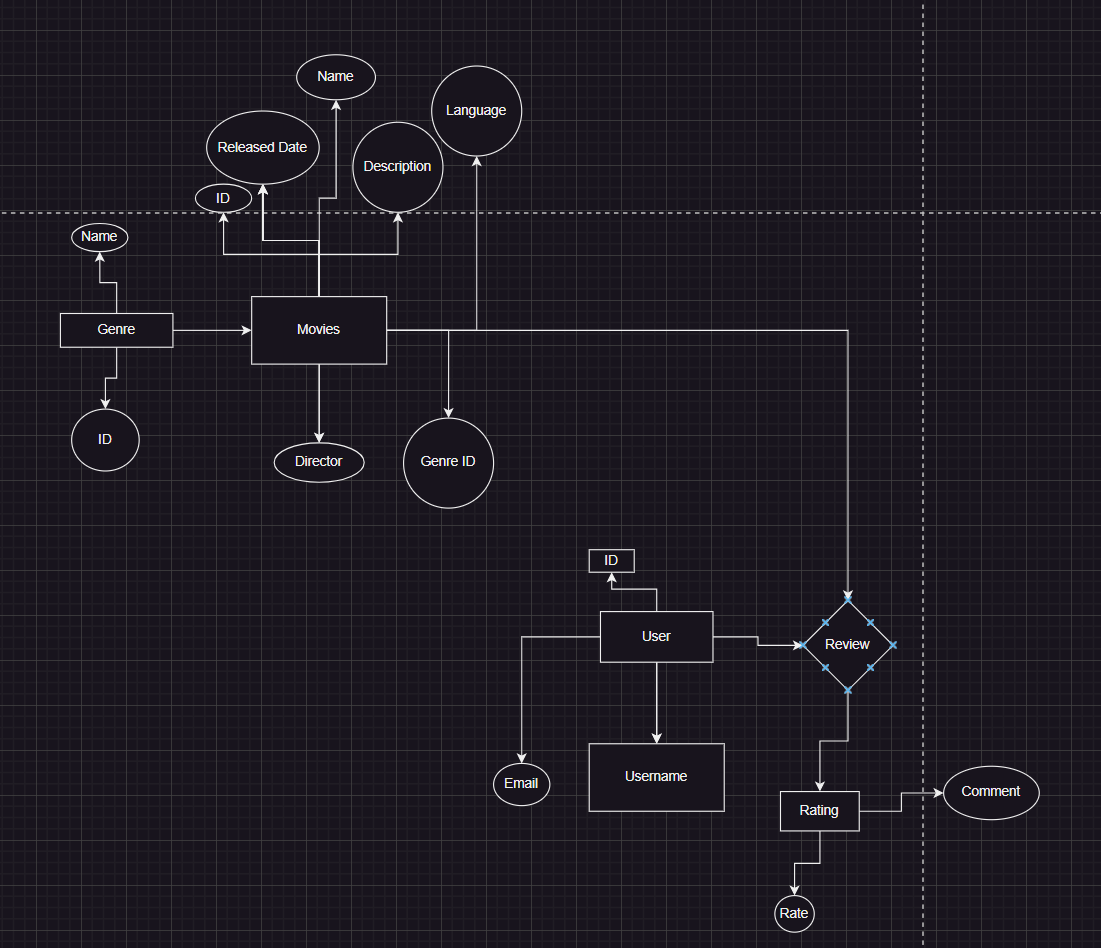 Name
Language
Released Date
Description
ID
Name
Genre
Movies
ID
Director
Genre ID
ID
User
Review
Email
Username
Rating
Comment
Rate